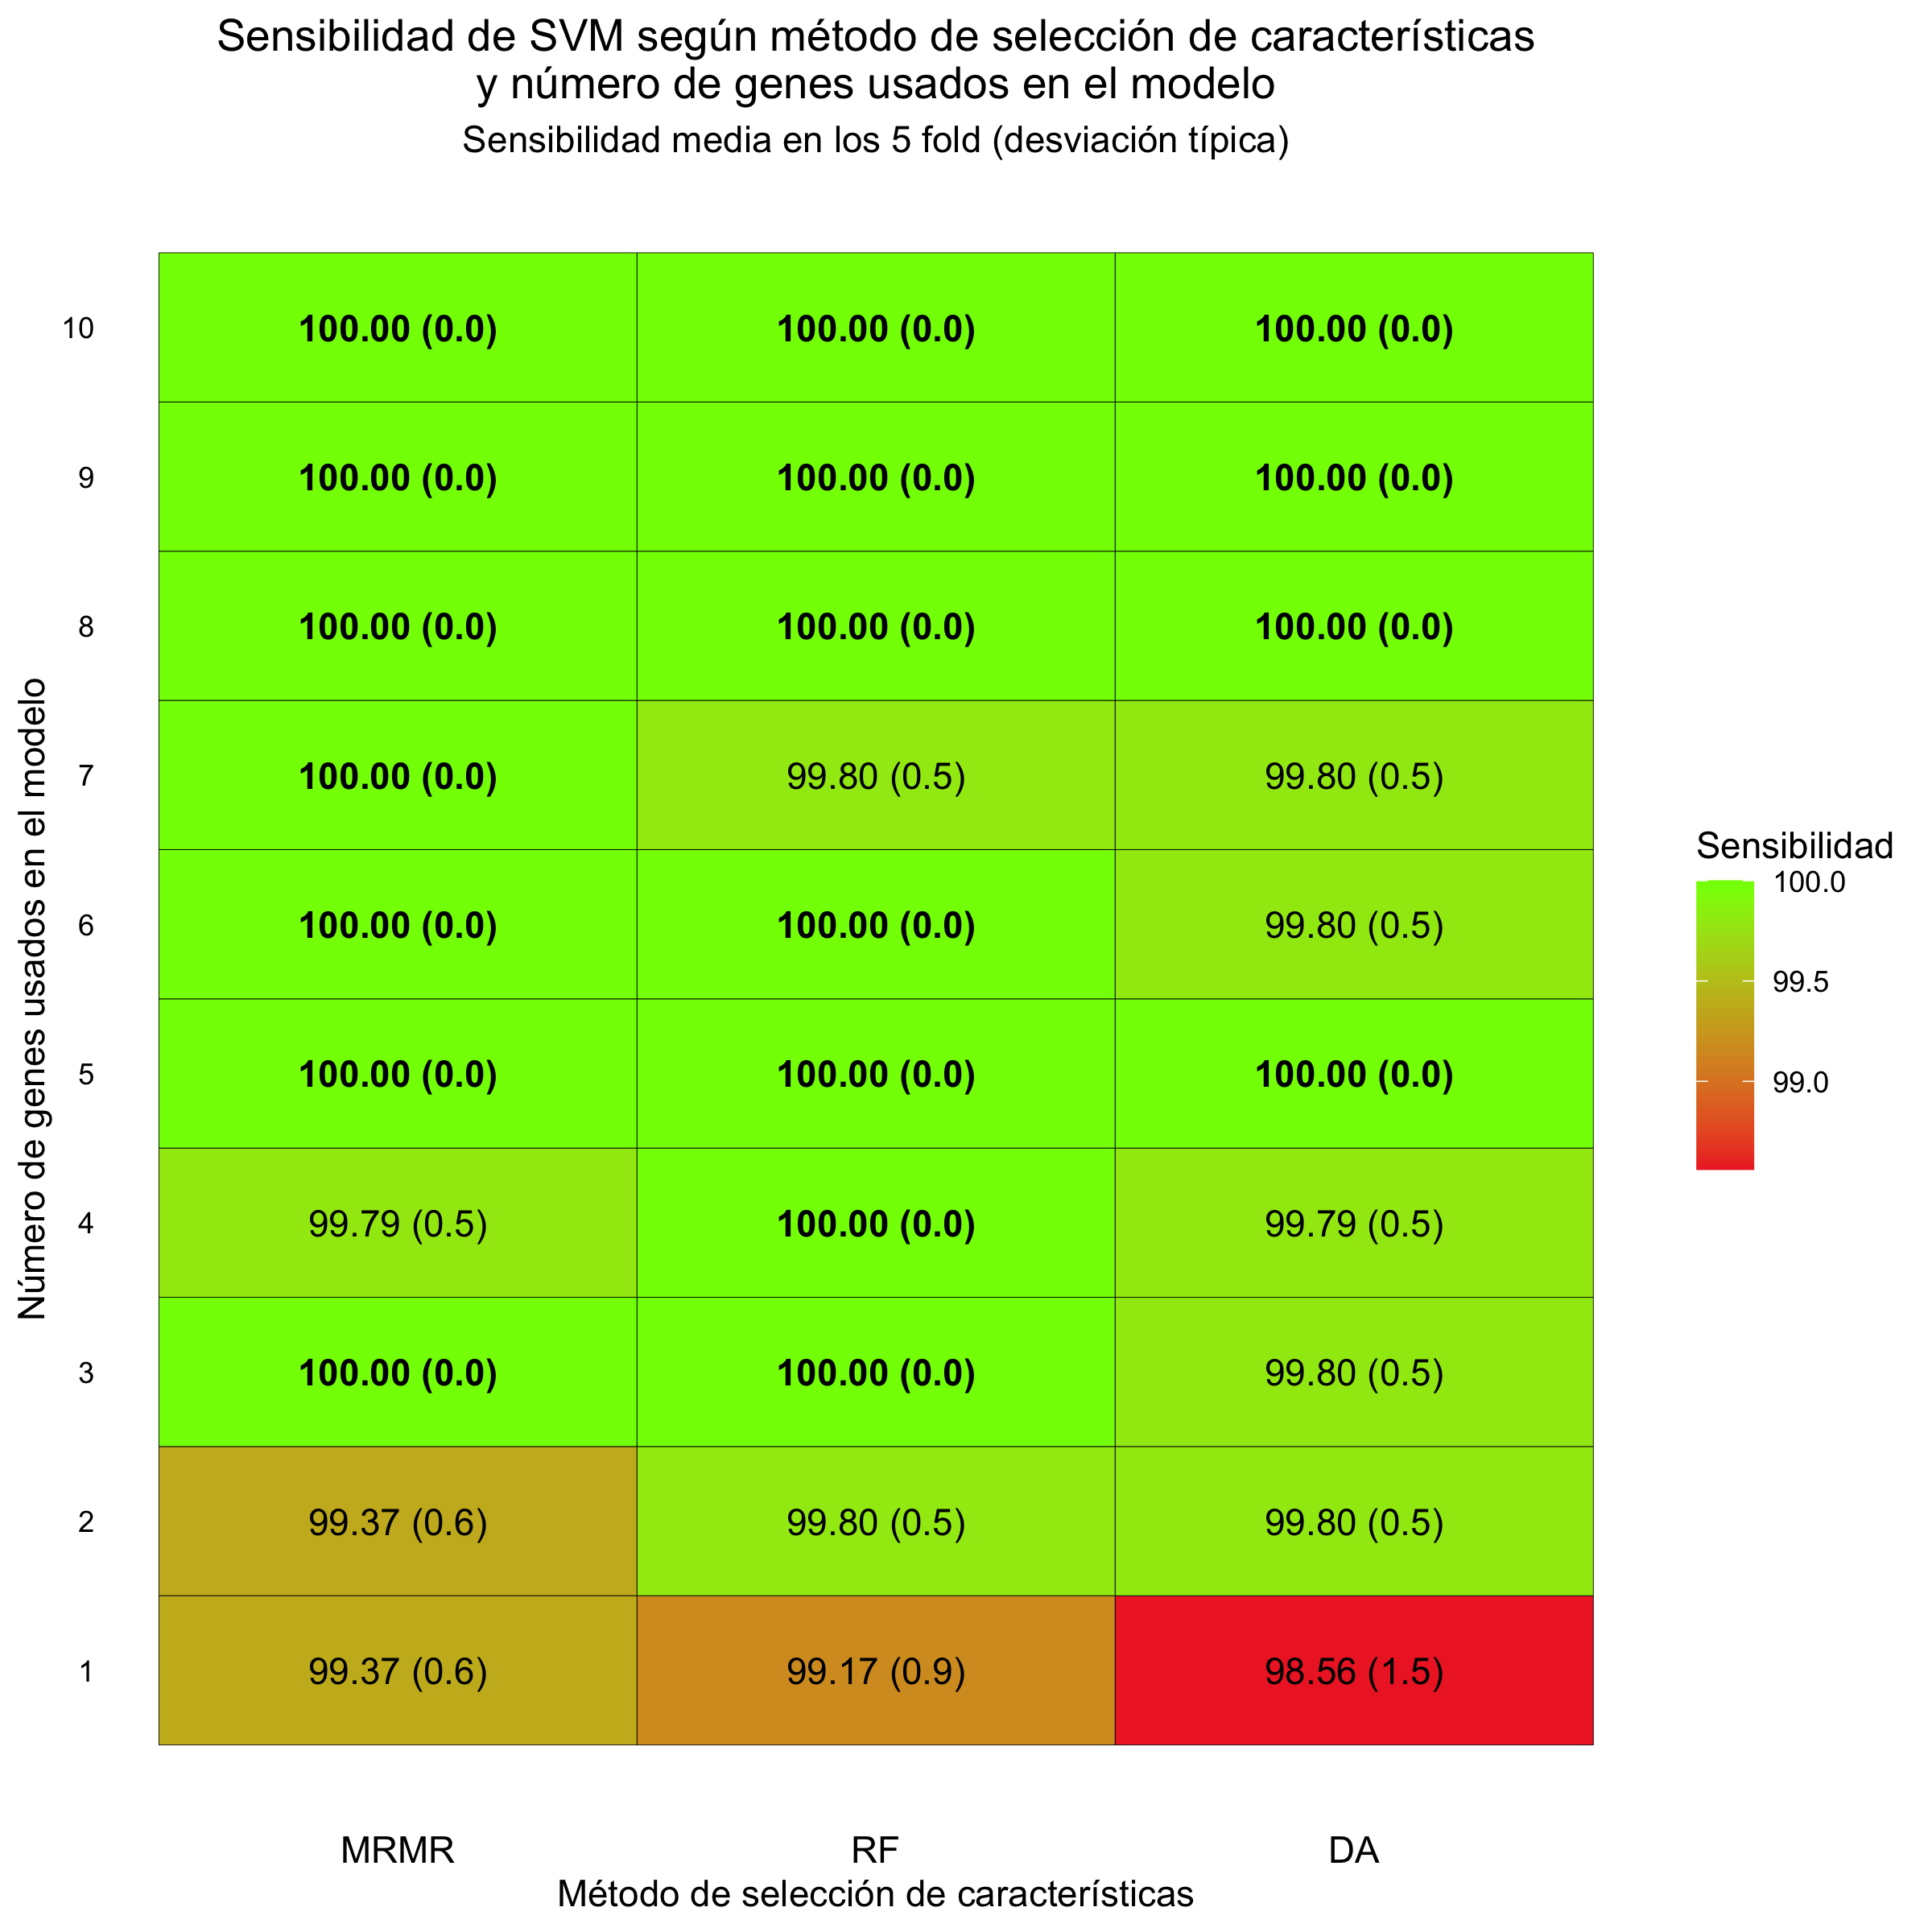 Sensibilidad de SVM según método de selección de características
y número de genes usados en el modelo
Sensibilidad media en los 5 fold (desviación típica)
Número de genes usados en el modelo
10 100.00 (0.0) 100.00 (0.0) 100.00 (0.0)
9 100.00 (0.0) 100.00 (0.0) 100.00 (0.0)
8 100.00 (0.0) 100.00 (0.0) 100.00 (0.0)
7 100.00 (0.0) 99.80 (0.5) 99.80 (0.5)
6 100.00 (0.0) 100.00 (0.0) 99.80 (0.5)
5 100.00 (0.0) 100.00 (0.0) 100.00 (0.0)
4 99.79 (0.5) 100.00 (0.0) 99.79 (0.5)
3 100.00 (0.0) 100.00 (0.0) 99.80 (0.5)
2 99.37 (0.6) 99.80 (0.5) 99.80 (0.5)
1 99.37 (0.6) 99.17 (0.9) 98.56 (1.5)
MRMR RF DA
Método de selección de características
Sensibilidad
100.0
99.5
99.0